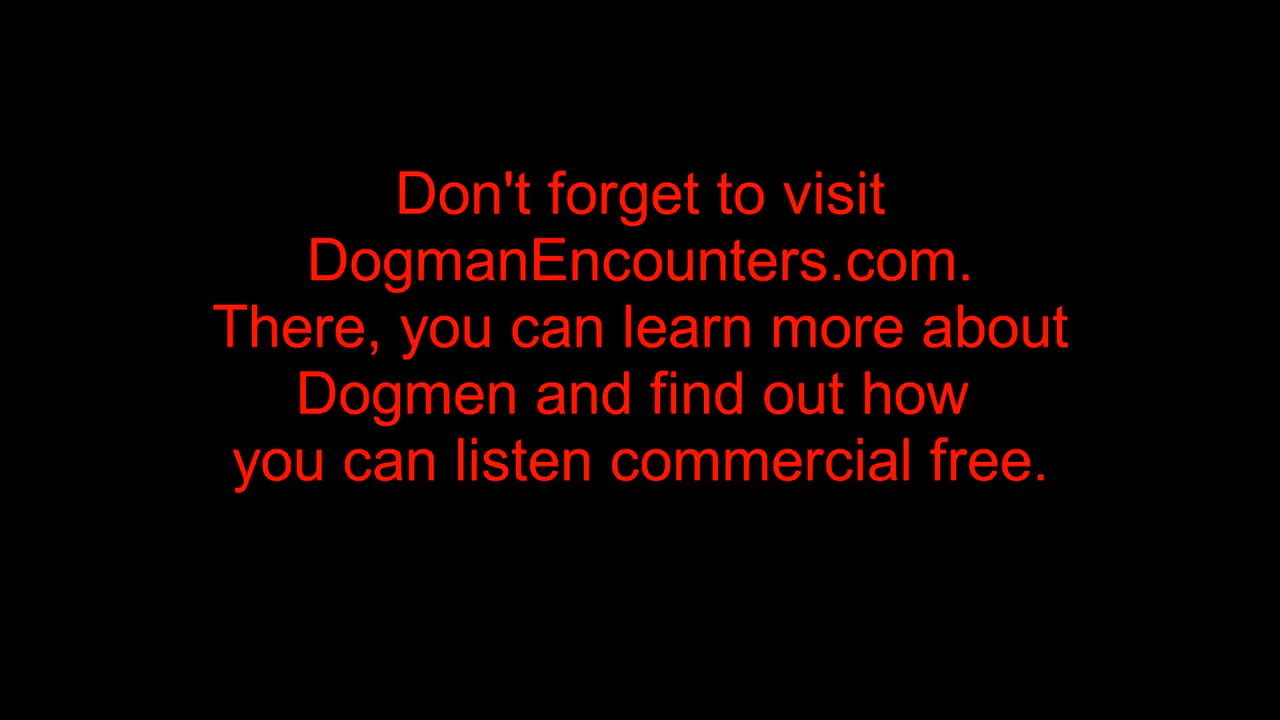 Don't forget to visit
DogmanEncounters.com.
There, you can learn more about
Dogmen and find out how
you can listen commercial free.